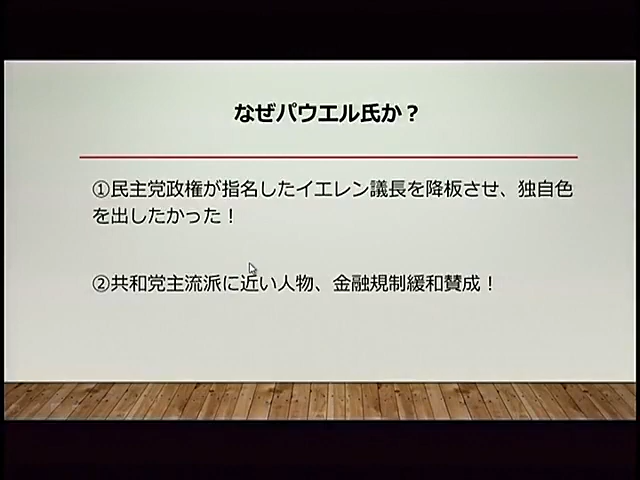 なぜパウエル氏か？
①民主党政権が指名したイエレン議長を降板させ、独自色
を出したかった！
②共和党主流派に近い人物、金融規制緩和賛成！